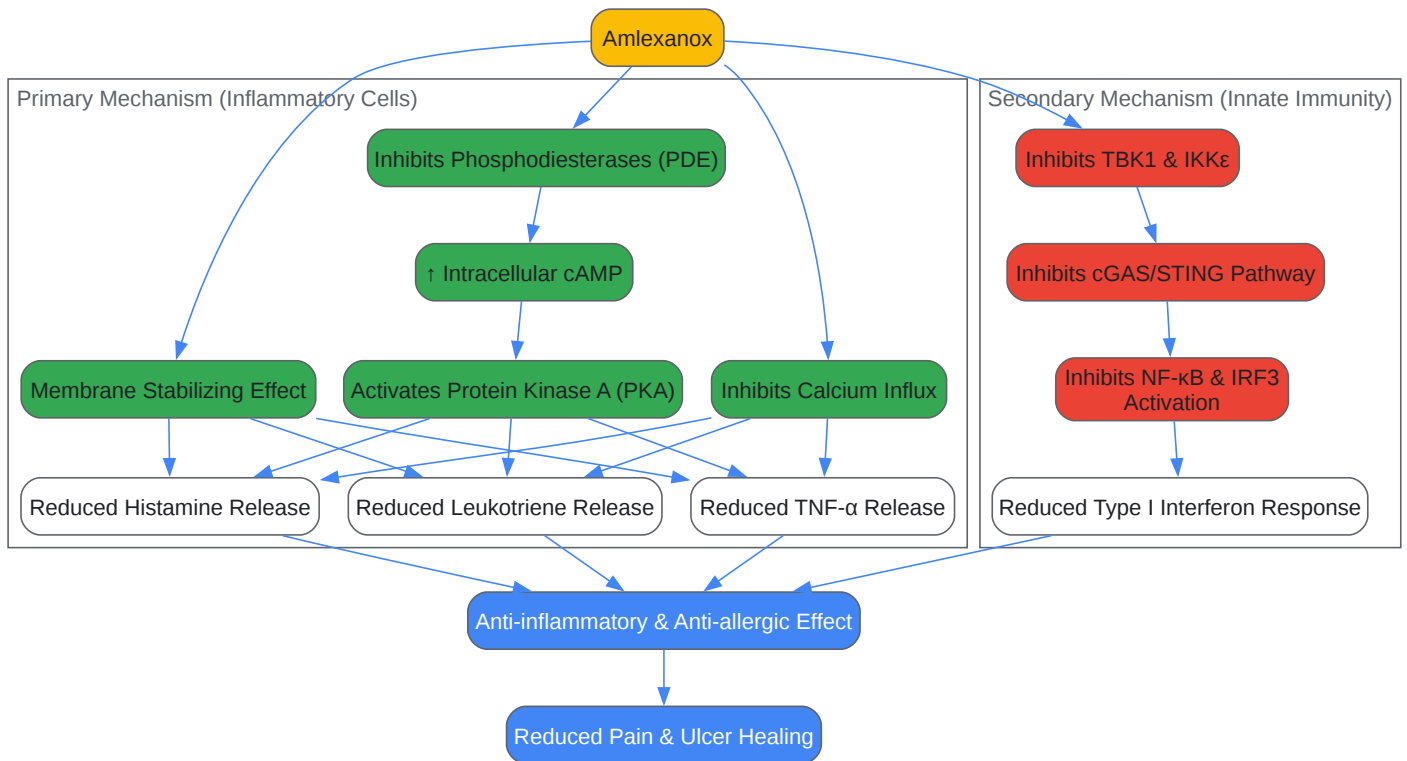 Amlexanox
Primary Mechanism (Inflammatory Cells)
Secondary Mechanism (Innate Immunity)
Inhibits Phosphodiesterases (PDE)
Inhibits TBK1 & IKKε
↑ Intracellular cAMP
Inhibits cGAS/STING Pathway
Membrane Stabilizing Effect
Activates Protein Kinase A (PKA)
Inhibits Calcium Influx
Inhibits NF-κB & IRF3
Activation
Reduced Histamine Release
Reduced Leukotriene Release
Reduced TNF-α Release
Reduced Type I Interferon Response
Anti-inflammatory & Anti-allergic Effect
Reduced Pain & Ulcer Healing